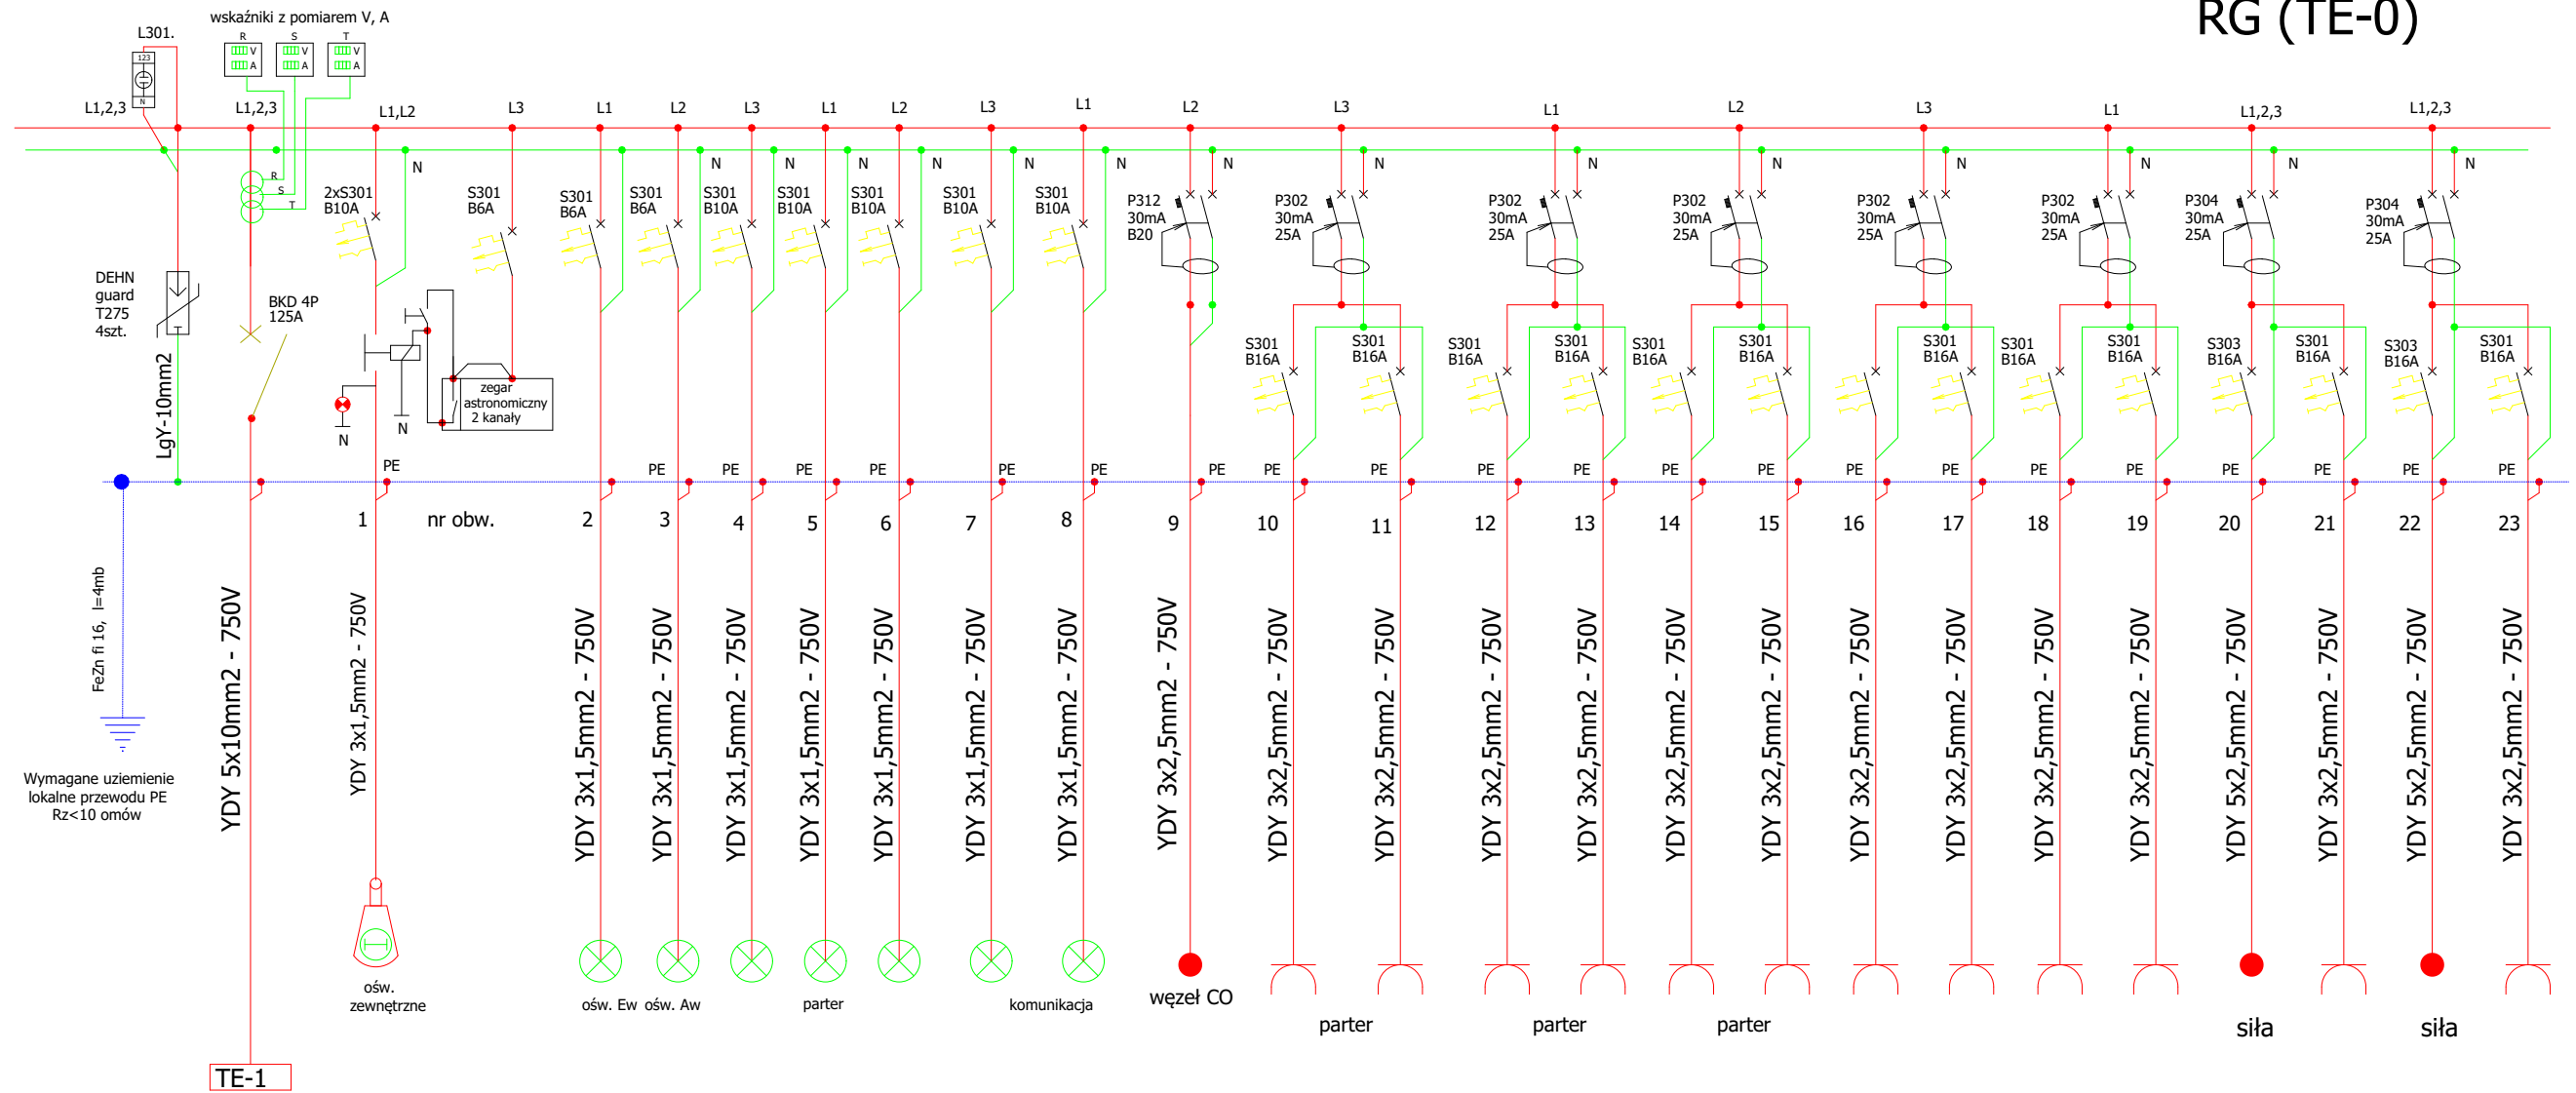 RG (TE-0)
wskaźniki z pomiarem V, A
L301.
R S T
123
V V V
A A A
N
L1,2,3 L1,2,3 L1,L2 L3 L1 L2 L3 L1 L2 L3 L1 L2 L3 L1 L2 L3 L1 L1,2,3 L1,2,3
N N N N N N N N N N N N N N N N
R
S
T
2xS301
B10A
S301
B6A
S301
B6A
S301
B6A
S301
B10A
S301
B10A
S301
B10A
S301
B10A
S301
B10A
P312
30mA
B20
P302
30mA
25A
P302
30mA
25A
P302
30mA
25A
P302
30mA
25A
P302
30mA
25A
P304
30mA
25A
P304
30mA
25A
DEHN
guard
T275
4szt.
BKD 4P
125A
LgY-10mm2
S301
B16A
S301
B16A
S301
B16A
S301
B16A
S301
B16A
S301
B16A
S301
B16A
S301
B16A
S301
B16A
S303
B16A
S301
B16A
S303
B16A
S301
B16A
zegar
astronomiczny
2 kanały
N N
PE PE PE PE PE PE PE PE PE PE PE PE PE PE PE PE PE PE PE PE PE PE
1 nr obw. 2 3 4 5 6 7 8 9 10 11 12 13 14 15 16 17 18 19 20 21 22 23
FeZn fi 16, l=4mb
YDY 5x10mm2 - 750V
YDY 3x1,5mm2 - 750V
YDY 3x1,5mm2 - 750V
YDY 3x1,5mm2 - 750V
YDY 3x1,5mm2 - 750V
YDY 3x1,5mm2 - 750V
YDY 3x1,5mm2 - 750V
YDY 3x1,5mm2 - 750V
YDY 3x1,5mm2 - 750V
YDY 3x2,5mm2 - 750V
YDY 3x2,5mm2 - 750V
YDY 3x2,5mm2 - 750V
YDY 3x2,5mm2 - 750V
YDY 3x2,5mm2 - 750V
YDY 3x2,5mm2 - 750V
YDY 3x2,5mm2 - 750V
YDY 3x2,5mm2 - 750V
YDY 3x2,5mm2 - 750V
YDY 3x2,5mm2 - 750V
YDY 3x2,5mm2 - 750V
YDY 5x2,5mm2 - 750V
YDY 3x2,5mm2 - 750V
YDY 5x2,5mm2 - 750V
YDY 3x2,5mm2 - 750V
Wymagane uziemienie
lokalne przewodu PE
Rz<10 omów
ośw.
zewnętrzne
ośw. Ew ośw. Aw parter komunikacja węzeł CO
parter parter parter siła siła
TE-1